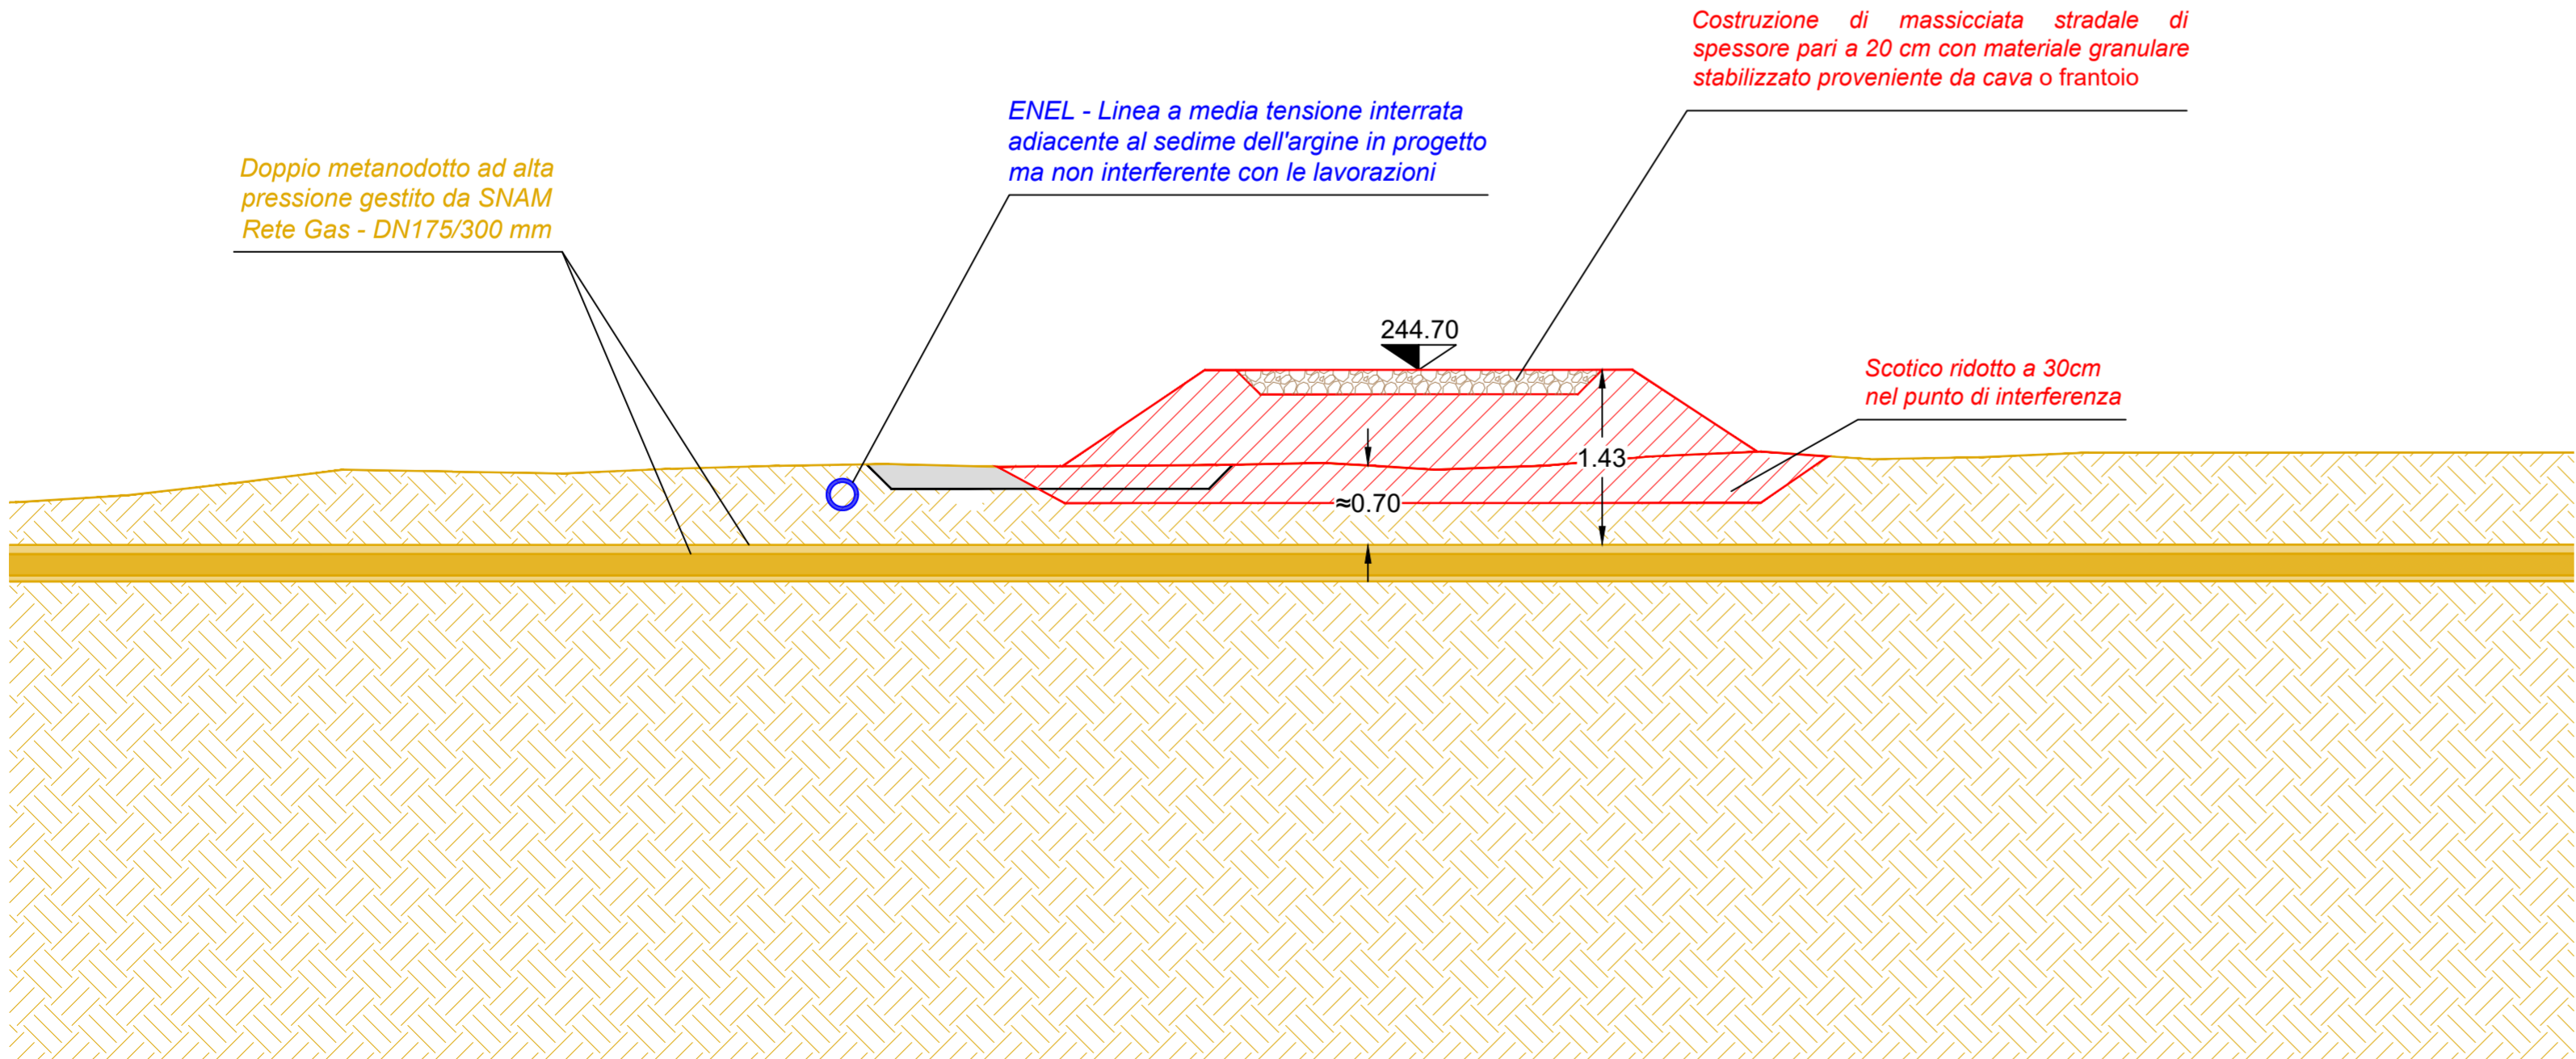 Costruzione di massicciata stradale di
spessore pari a 20 cm con materiale granulare
stabilizzato proveniente da cava o frantoio
ENEL - Linea a media tensione interrata
adiacente al sedime dell'argine in progetto
ma non interferente con le lavorazioni
Doppio metanodotto ad alta
pressione gestito da SNAM
Rete Gas - DN175/300 mm
244.70
Scotico ridotto a 30cm
nel punto di interferenza
1.43
≈0.70